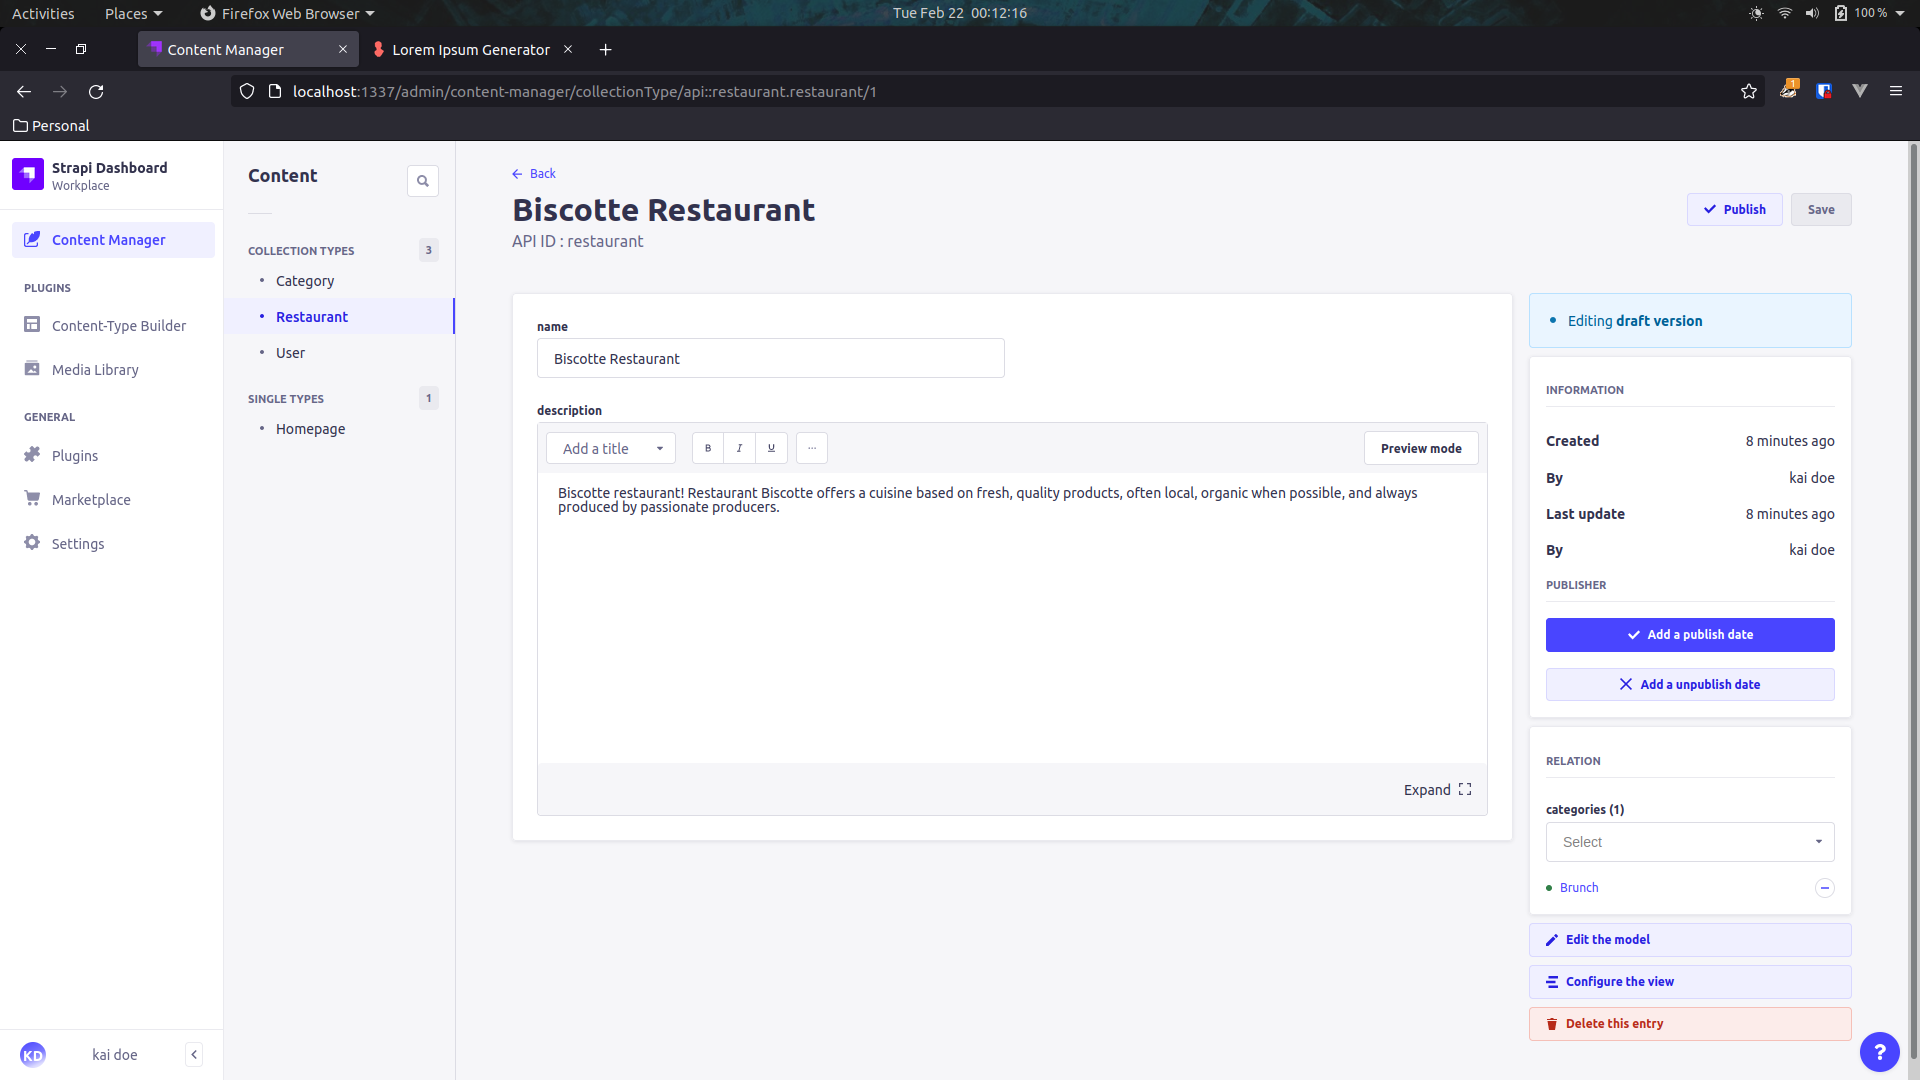 Activities Places Firefox Web Browser Tue Feb 22 00:12:16 100 %
Content Manager Lorem Ipsum Generator
localhost:1337/admin/content-manager/collectionType/api::restaurant.restaurant/1
1
Personal
Strapi Dashboard
Workplace
Content Manager
PLUGINS
Content-Type Builder
Media Library
GENERAL
Plugins
Marketplace
Settings
KD kai doe
Content
COLLECTION TYPES 3
Category
Restaurant
User
SINGLE TYPES 1
Homepage
Back
Biscotte Restaurant
API ID : restaurant
Publish Save
name
Biscotte Restaurant
description
Add a title B I U ... Preview mode
Biscotte restaurant! Restaurant Biscotte offers a cuisine based on fresh, quality products, often local, organic when possible, and always
produced by passionate producers.
Expand
Editing draft version
INFORMATION
Created 8 minutes ago
By kai doe
Last update 8 minutes ago
By kai doe
PUBLISHER
Add a publish date
Add a unpublish date
RELATION
categories (1)
Select
Brunch
Edit the model
Configure the view
Delete this entry
?